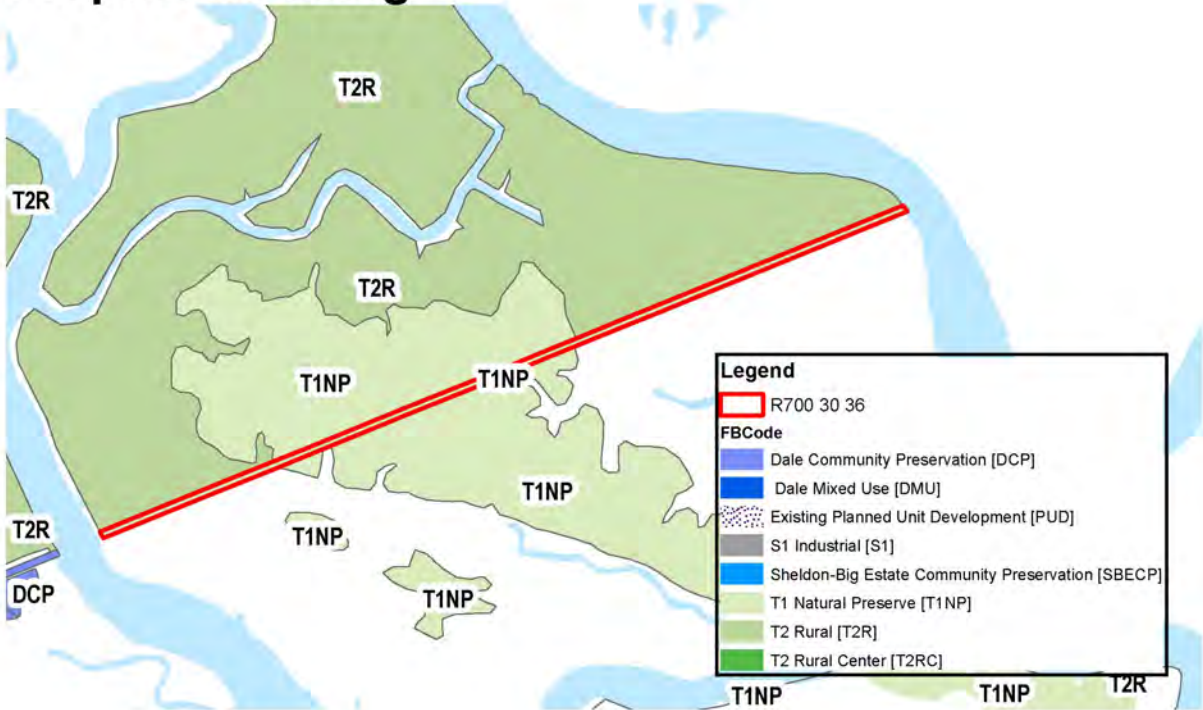 T2R
T2R
T2R
T1NP
T1NP
T1NP
T2R
T1NP
DCP
T1NP
T1NP
T1NP
T2R
Legend
R700 30 36
FBCode
Dale Community Preservation [DCP]
Dale Mixed Use [DMU]
Existing Planned Unit Development [PUD]
S1 Industrial [S1]
Sheldon-Big Estate Community Preservation [SBECP]
T1 Natural Preserve [T1NP]
T2 Rural [T2R]
T2 Rural Center [T2RC]